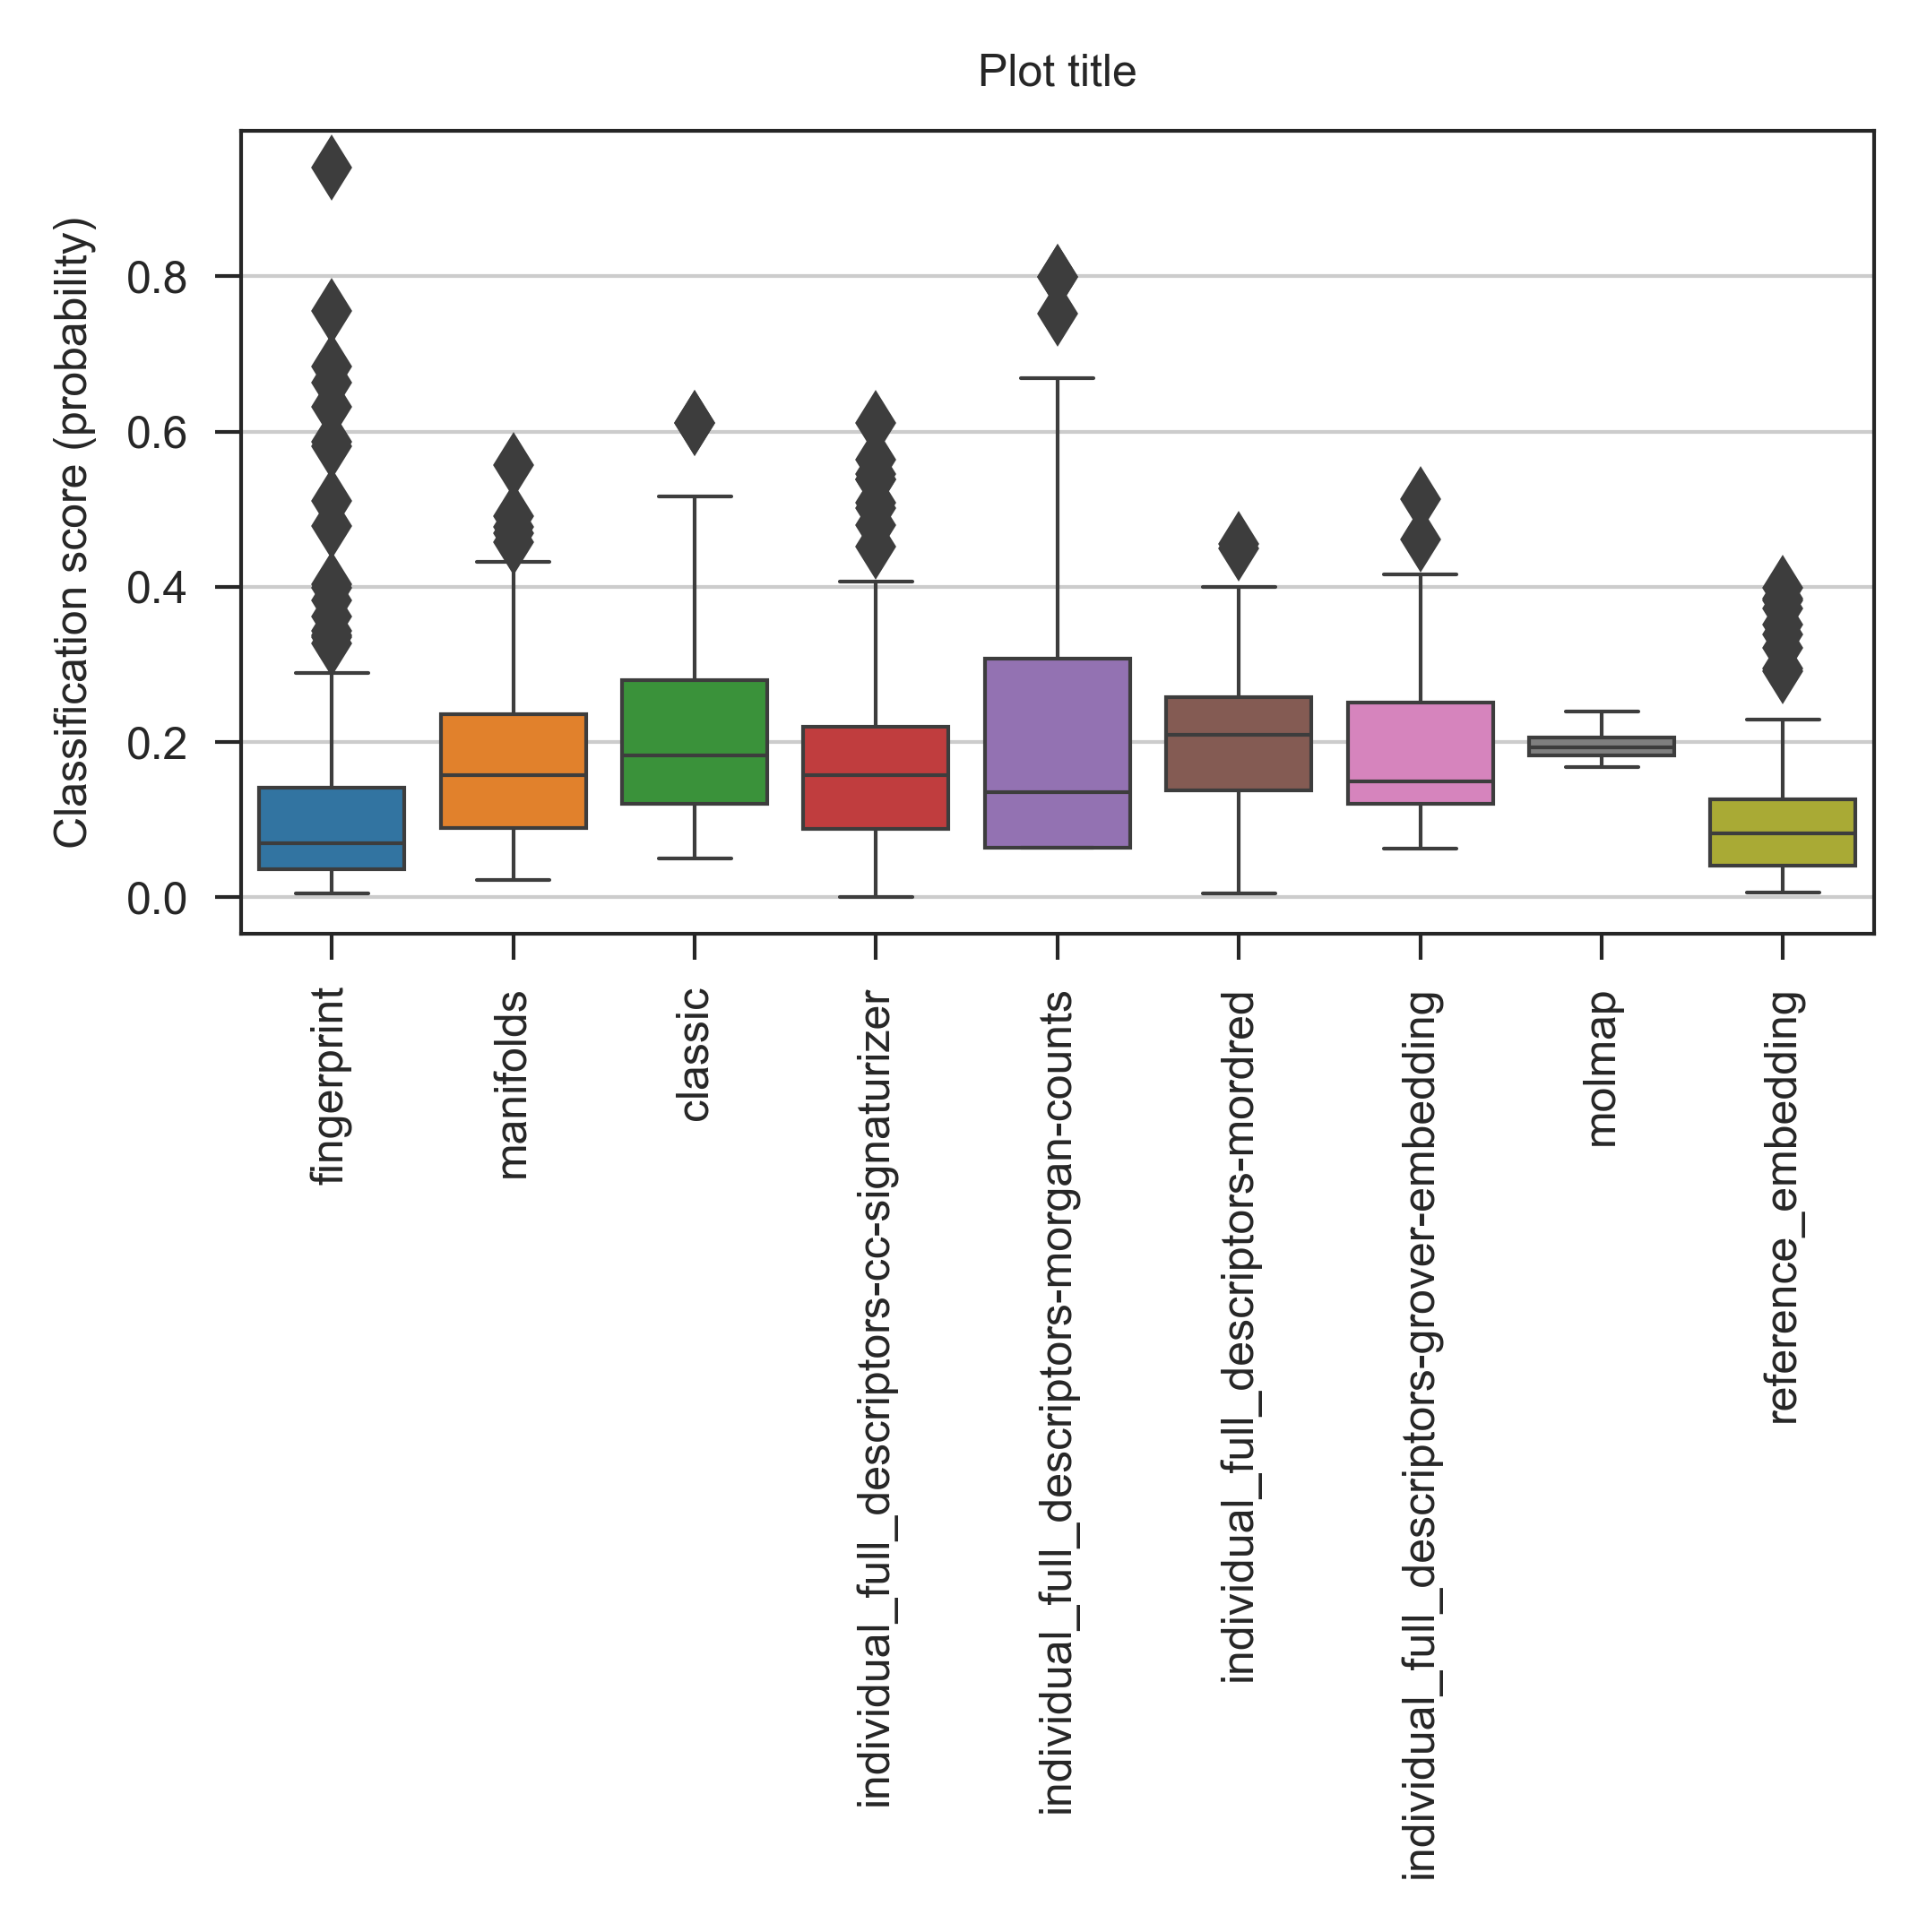 Plot title
Classification score (probability)
0.8
0.6
0.4
0.2
0.0
fingerprint
manifolds
classic
individual_full_descriptors-cc-signaturizer
individual_full_descriptors-morgan-counts
individual_full_descriptors-mordred
individual_full_descriptors-grover-embedding
molmap
reference_embedding